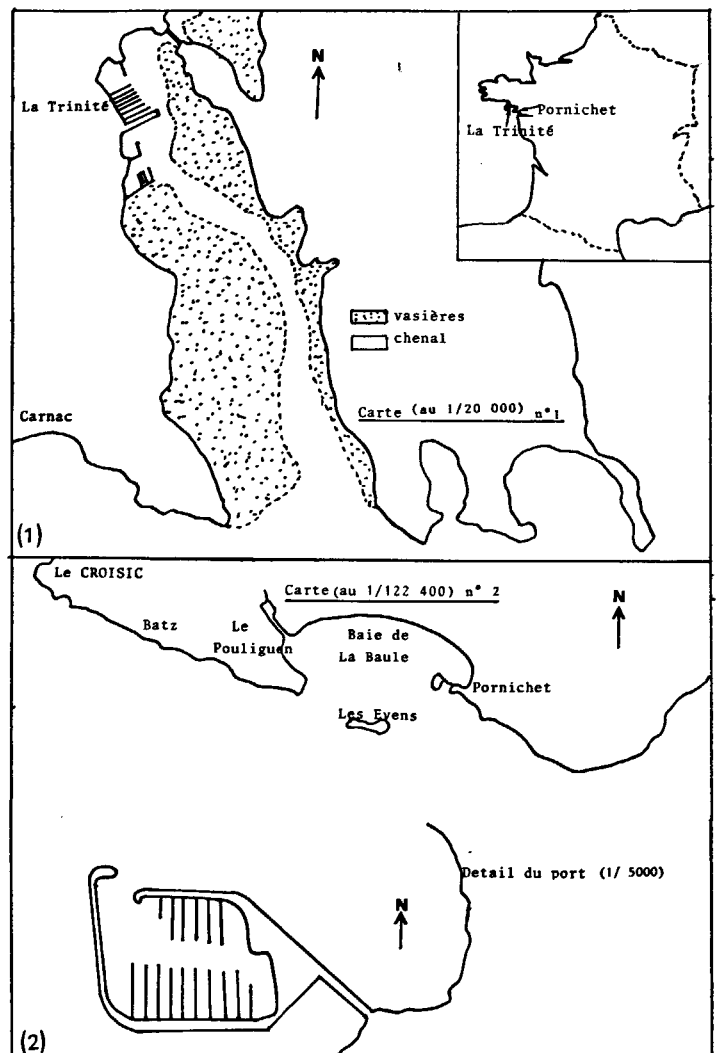 N
La Trinité
Pornichet
La Trinité
vasières
chenal
Carte (au 1/20 000) n°1
Carnac
(1)
Le CROISIC
Carte (au 1/122 400) n° 2
N
Batz
Le
Pouliguen
Baie de
La Baule
Pornichet
Les Evens
Detail du port (1/ 5000)
N
(2)